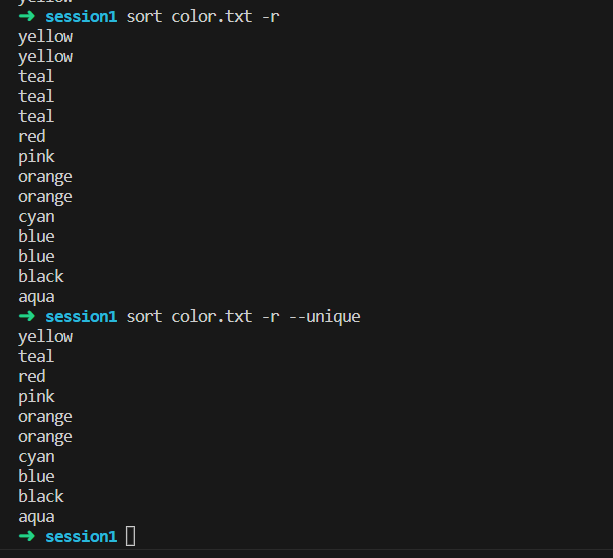 yellow
➜ session1 sort color.txt -r
yellow
yellow
teal
teal
teal
red
pink
orange
orange
cyan
blue
blue
black
aqua
➜ session1 sort color.txt -r --unique
yellow
teal
red
pink
orange
orange
cyan
blue
black
aqua
➜ session1